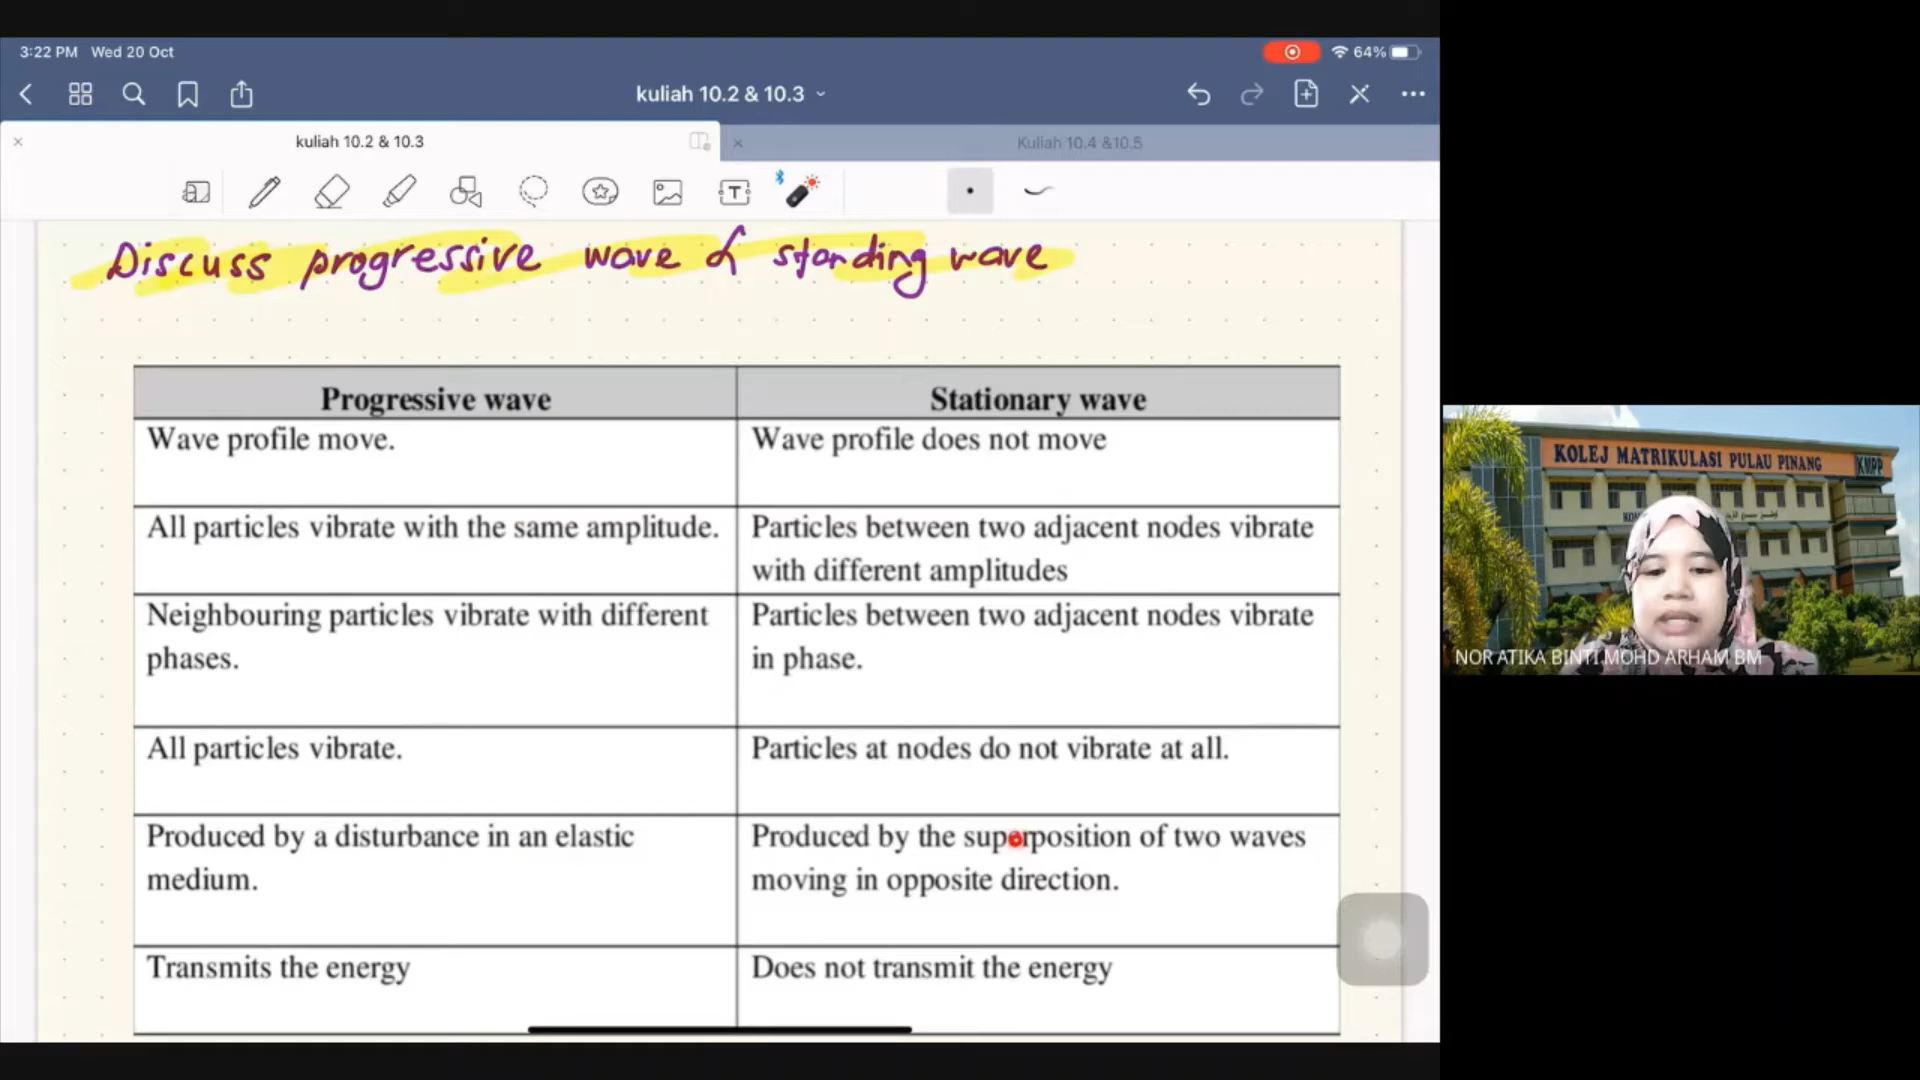 3:22 PM Wed 20 Oct
64%
kuliah 10.2 & 10.3
kuliah 10.2 & 10.3
Kuliah 10.4 &10.5
T
Discuss progressive wave & standing wave
Progressive wave
Stationary wave
Wave profile move.
Wave profile does not move
All particles vibrate with the same amplitude.
Particles between two adjacent nodes vibrate
with different amplitudes
Neighbouring particles vibrate with different
phases.
Particles between two adjacent nodes vibrate
in phase.
All particles vibrate.
Particles at nodes do not vibrate at all.
Produced by a disturbance in an elastic
medium.
Produced by the superposition of two waves
moving in opposite direction.
Transmits the energy
Does not transmit the energy
KOLEJ MATRIKULASI PULAU PINANG
KMPP
NOR ATIKA BINTI MOHD ARHAM BM